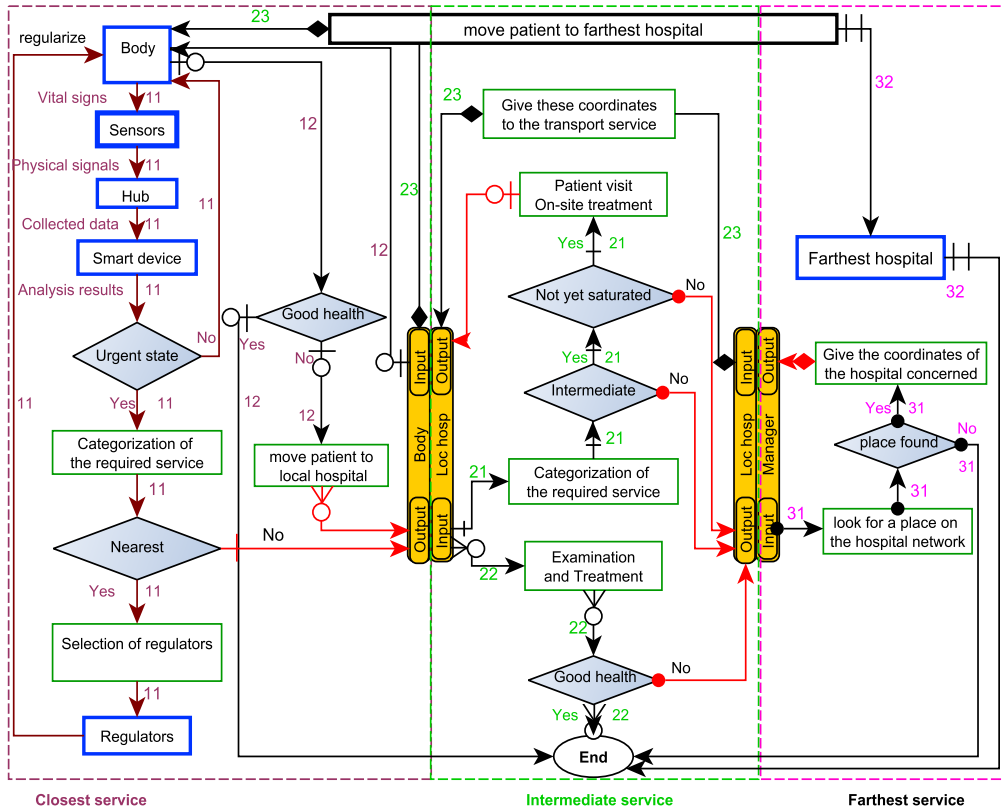 23
move patient to farthest hospital
regularize
Body
32
Vital signs
11
12
23
Give these coordinates
to the transport service
Sensors
Physical signals
11
Hub
11
23
Patient visit
On-site treatment
Collected data
11
12
Yes
21
23
Smart device
Farthest hospital
32
Analysis results
11
Not yet saturated
No
Good health
Yes
No
Urgent state
No
Yes
21
Input
Output
Input
Output
Give the coordinates of
the hospital concerned
Intermediate
No
11
Yes
11
12
12
Yes
31
No
Categorization of
the required service
move patient to
local hospital
Body
Loc hosp
21
Loc hosp
Manager
place found
31
21
Categorization of
the required service
11
31
Output
Input
Output
Input
31
look for a place on
the hospital network
Nearest
No
22
Examination
and Treatment
Yes
11
22
Selection of regulators
Good health
No
11
Yes
22
Regulators
End
Closest service
Intermediate service
Farthest service